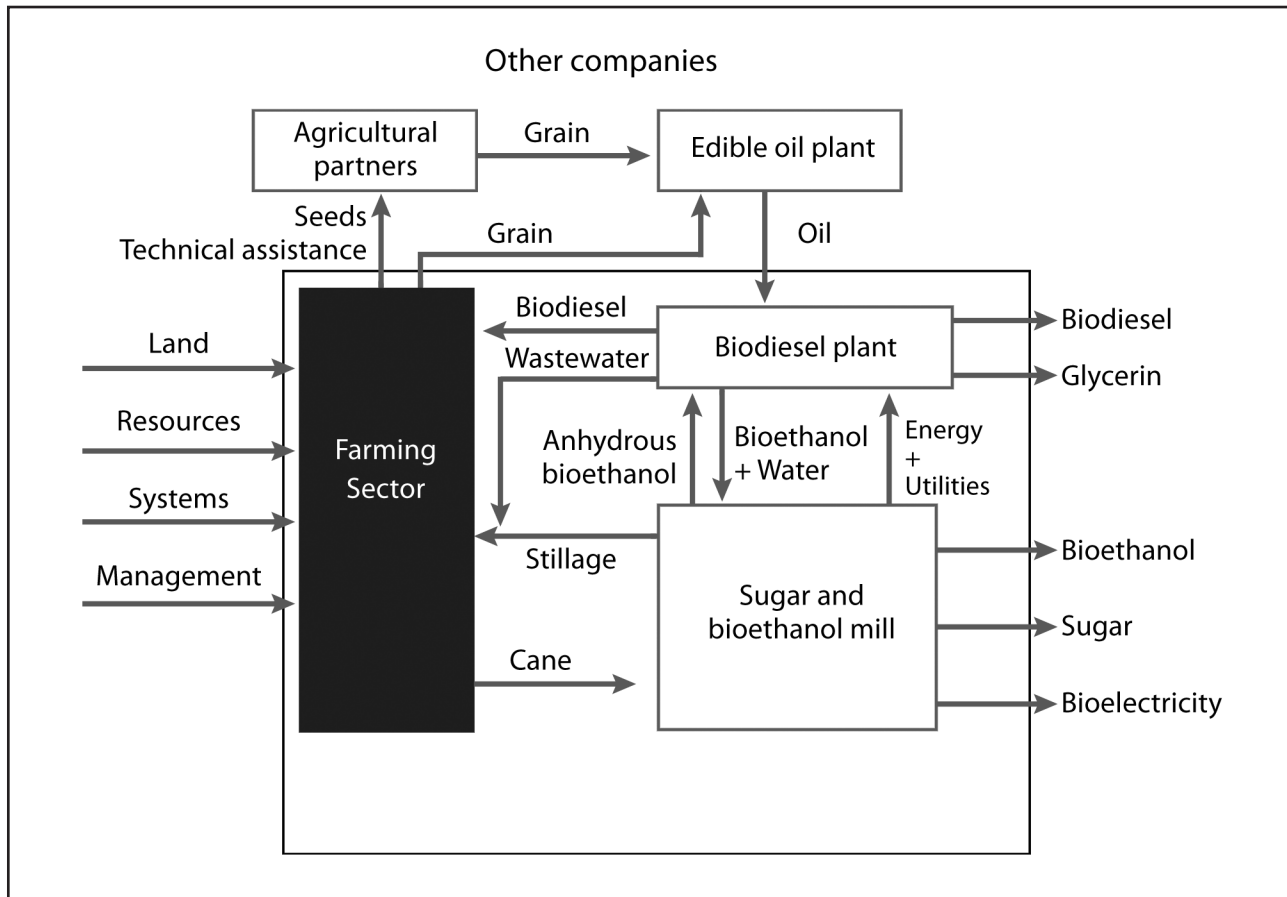 Other companies
Agricultural
partners
Grain
Edible oil plant
Seeds
Technical assistance
Grain
Oil
Land
Resources
Systems
Management
Farming
Sector
Biodiesel
Wastewater
Biodiesel plant
Biodiesel
Glycerin
Anhydrous
bioethanol
Bioethanol
+ Water
Energy
+
Utilities
Stillage
Cane
Sugar and
bioethanol mill
Bioethanol
Sugar
Bioelectricity